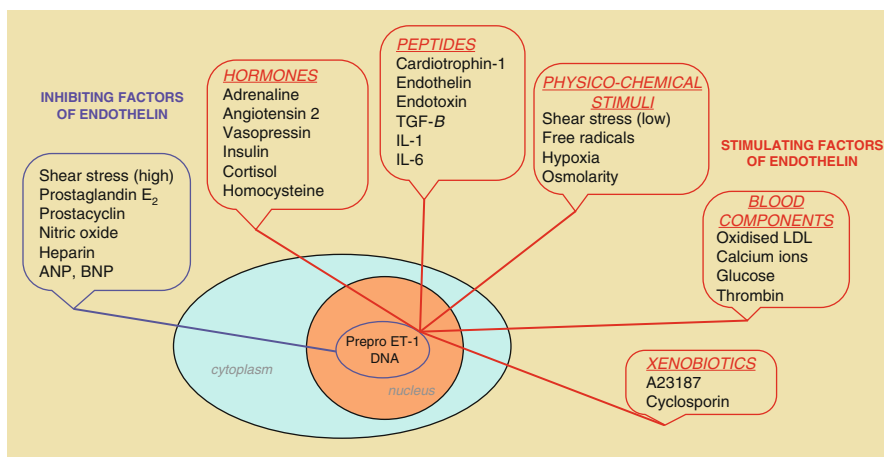 INHIBITING FACTORS
OF ENDOTHELIN
Shear stress (high)
Prostaglandin E₂
Prostacyclin
Nitric oxide
Heparin
ANP, BNP
HORMONES
Adrenaline
Angiotensin 2
Vasopressin
Insulin
Cortisol
Homocysteine
PEPTIDES
Cardiotrophin-1
Endothelin
Endotoxin
TGF-B
IL-1
IL-6
PHYSICO-CHEMICAL
STIMULI
Shear stress (low)
Free radicals
Hypoxia
Osmolarity
STIMULATING FACTORS
OF ENDOTHELIN
BLOOD
COMPONENTS
Oxidised LDL
Calcium ions
Glucose
Thrombin
XENOBIOTICS
A23187
Cyclosporin
Prepro ET-1
DNA
cytoplasm
nucleus